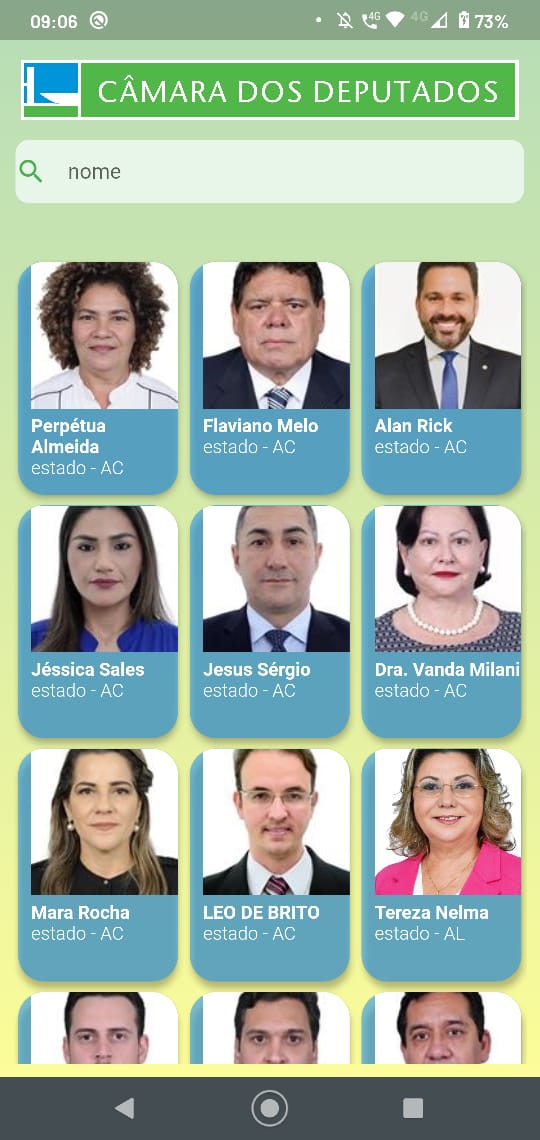 09:06 4G 4G 73%
CÂMARA DOS DEPUTADOS
nome
Perpétua
Almeida
estado - AC
Flaviano Melo
estado - AC
Alan Rick
estado - AC
Jéssica Sales
estado - AC
Jesus Sérgio
estado - AC
Dra. Vanda Milani
estado - AC
Mara Rocha
estado - AC
LEO DE BRITO
estado - AC
Tereza Nelma
estado - AL